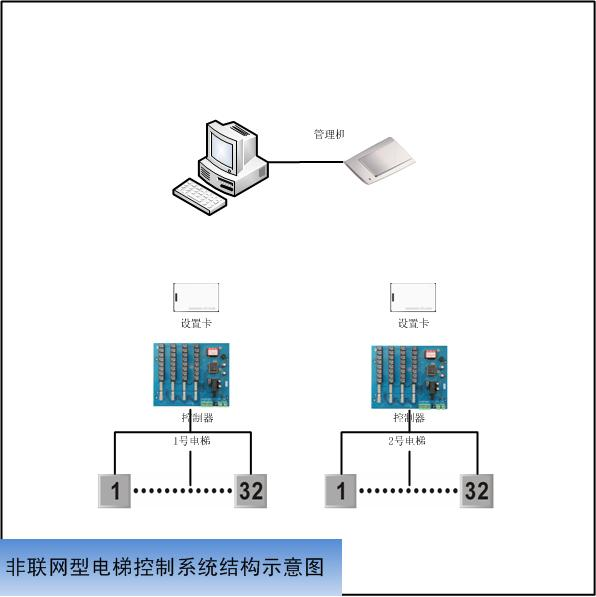 管理机
设置卡
设置卡
控制器
控制器
1号电梯
2号电梯
1
32
1
32
非联网型电梯控制系统结构示意图